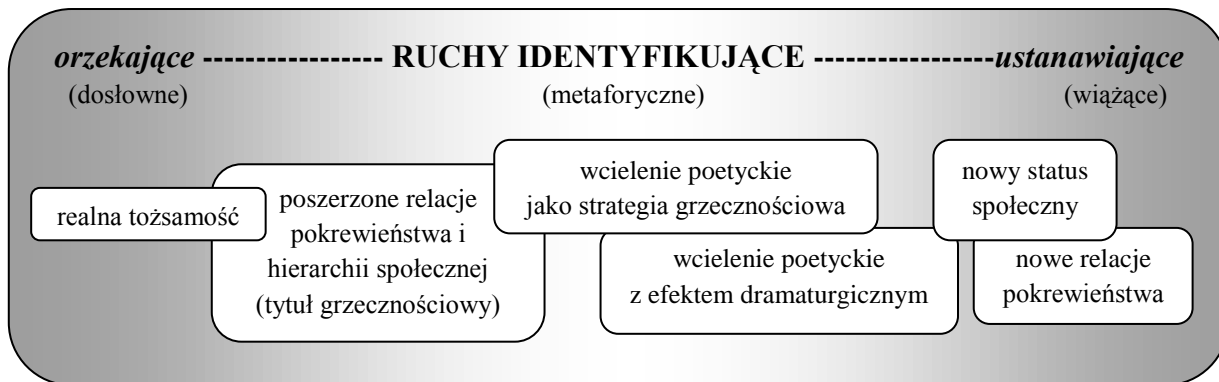 orzekające ---------------- RUCHY IDENTYFIKUJĄCE ----------------ustanawiające
(dosłowne) (metaforyczne) (wiążące)
realna tożsamość
poszerzone relacje
pokrewieństwa i
hierarchii społecznej
(tytuł grzecznościowy)
wcielenie poetyckie
jako strategia grzecznościowa
wcielenie poetyckie
z efektem dramaturgicznym
nowy status
społeczny
nowe relacje
pokrewieństwa